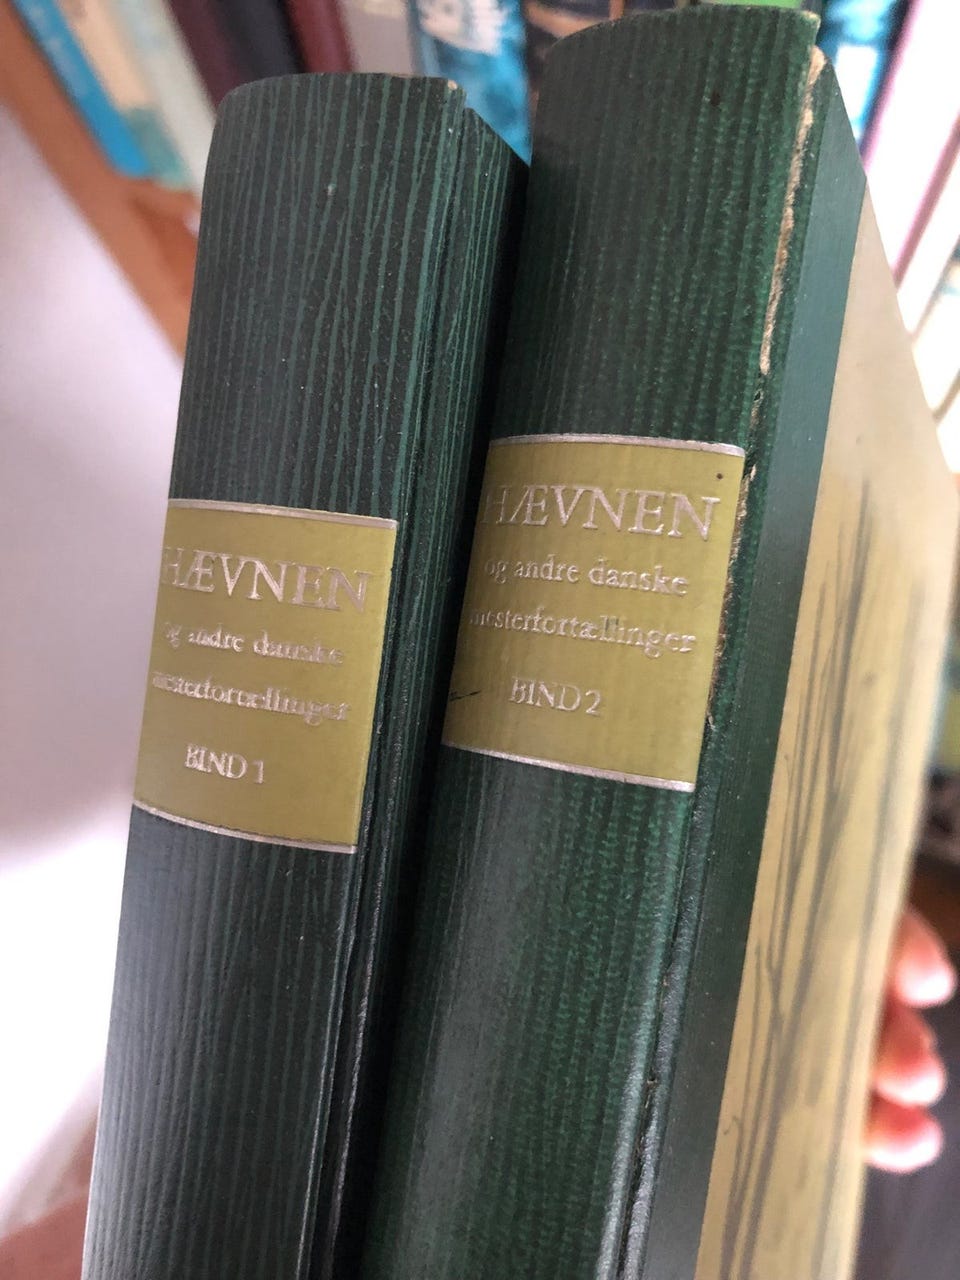 HÆVNEN
og andre danske
mesterfortællinger
BIND 1
HÆVNEN
og andre danske
mesterfortællinger
BIND 2